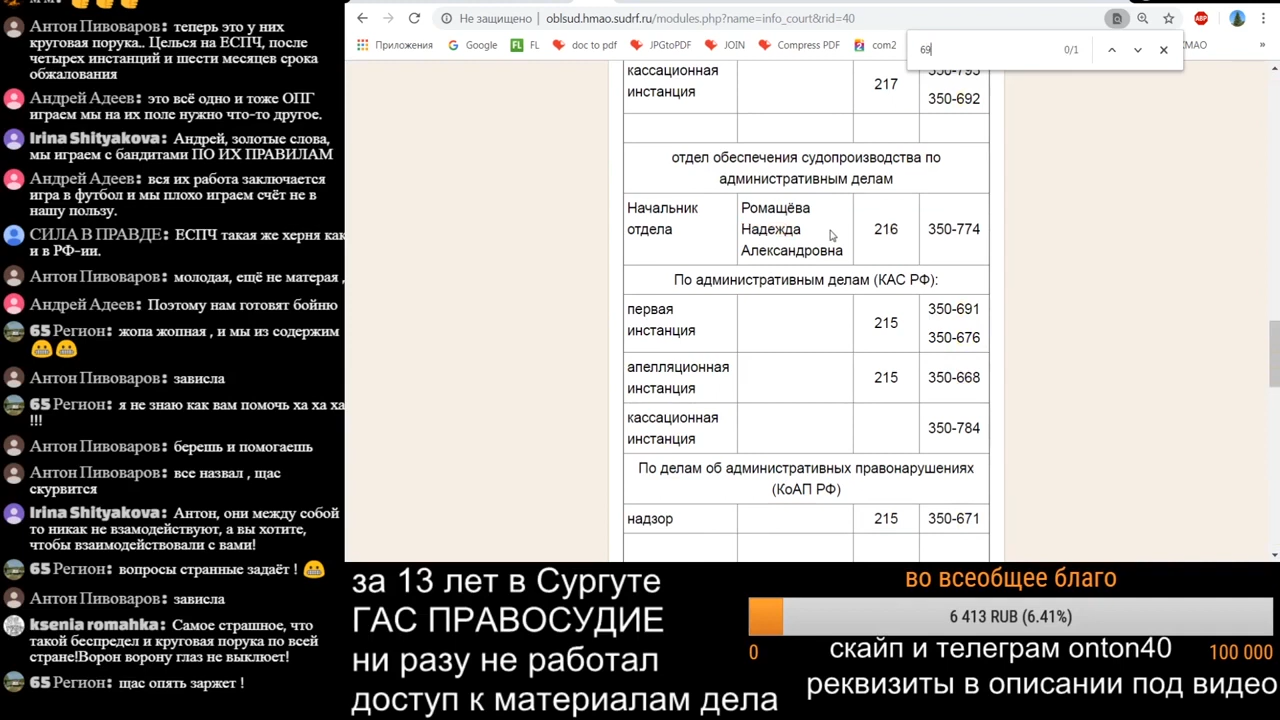 Антон Пивоваров: теперь это у них
круговая порука.. Целься на ЕСПЧ, после
четырех инстанций и шести месяцев срока
обжалования
Андрей Адеев: это всё одно и тоже ОПГ
играем мы на их поле нужно что-то другое.
Irina Shityakova: Андрей, золотые слова,
мы играем с бандитами ПО ИХ ПРАВИЛАМ
Андрей Адеев: вся их работа заключается
игра в футбол и мы плохо играем счёт не в
нашу пользу.
СИЛА В ПРАВДЕ: ЕСПЧ такая же херня как
и в РФ-ии.
Антон Пивоваров: молодая, ещё не матерая ,
Андрей Адеев: Поэтому нам готовят бойню
65 Регион: жопа жопная , и мы из содержим
Антон Пивоваров: зависла
65 Регион: я не знаю как вам помочь ха ха ха
!!!
Антон Пивоваров: берешь и помогаешь
Антон Пивоваров: все назвал , щас
скурвится
Irina Shityakova: Антон, они между собой
то никак не взамодействуют, а вы хотите,
чтобы взаимодействовали с вами!
65 Регион: вопросы странные задаёт !
Антон Пивоваров: зависла
ksenia romahka: Самое страшное, что
такой беспредел и круговая порука по всей
стране!Ворон ворону глаз не выклюет!
65 Регион: щас опять заржет !
Не защищено oblsud.hmao.sudrf.ru/modules.php?name=info_court&rid=40
ABP
Приложения Google FL FL doc to pdf JPGtoPDF JOIN Compress PDF com2 ХМАО »
69 0/1
кассационная
инстанция 217 350-795
350-692
отдел обеспечения судопроизводства по
административным делам
Начальник
отдела Ромащёва
Надежда
Александровна 216 350-774
По административным делам (КАС РФ):
первая
инстанция 215 350-691
350-676
апелляционная
инстанция 215 350-668
кассационная
инстанция 350-784
По делам об административных правонарушениях
(КоАП РФ)
надзор 215 350-671
за 13 лет в Сургуте
ГАС ПРАВОСУДИЕ
ни разу не работал
доступ к материалам дела
во всеобщее благо
6 413 RUB (6.41%)
0 100 000
скайп и телеграм onton40
реквизиты в описании под видео